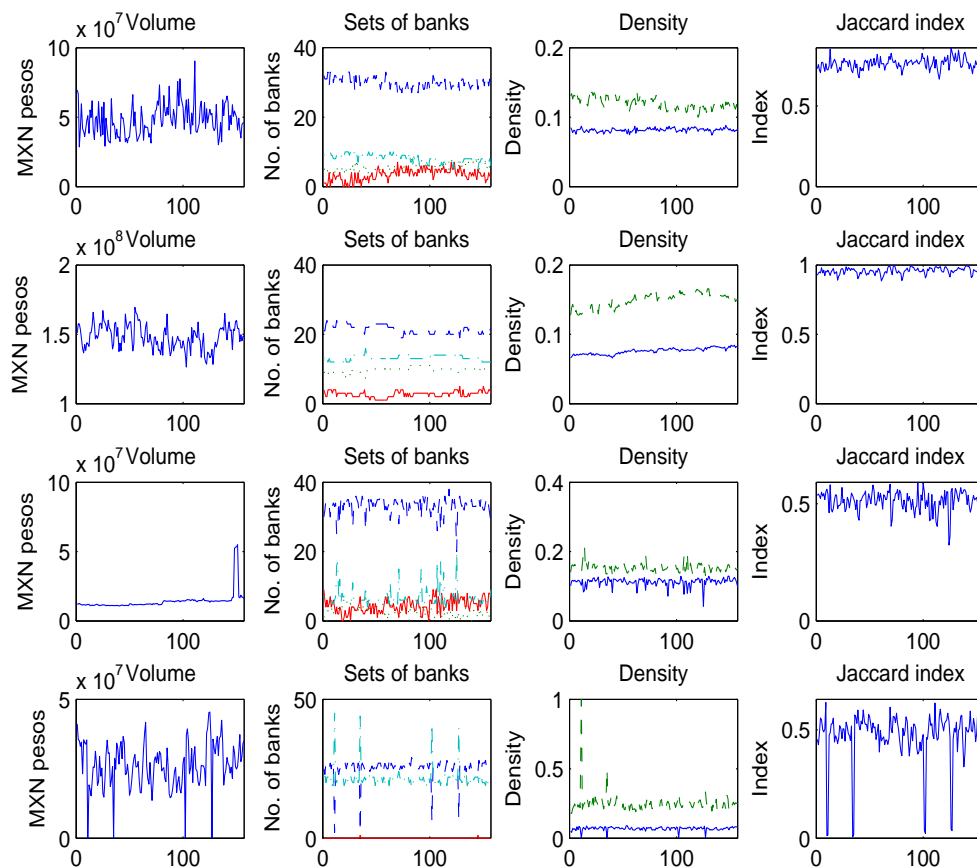 x 10^7 Volume
Sets of banks
Density
Jaccard index
MXN pesos
10
5
0
0 100
No. of banks
40
20
0
0 100
Density
0.2
0.1
0
0 100
Index
0.5
0
0 100
x 10^8 Volume
Sets of banks
Density
Jaccard index
MXN pesos
2
1.5
1
0 100
No. of banks
40
20
0
0 100
Density
0.2
0.1
0
0 100
Index
1
0.5
0
0 100
x 10^7 Volume
Sets of banks
Density
Jaccard index
MXN pesos
10
5
0
0 100
No. of banks
40
20
0
0 100
Density
0.4
0.2
0
0 100
Index
0.5
0
0 100
x 10^7 Volume
Sets of banks
Density
Jaccard index
MXN pesos
5
0
0 100
No. of banks
50
0
0 100
Density
1
0.5
0
0 100
Index
0.5
0
0 100